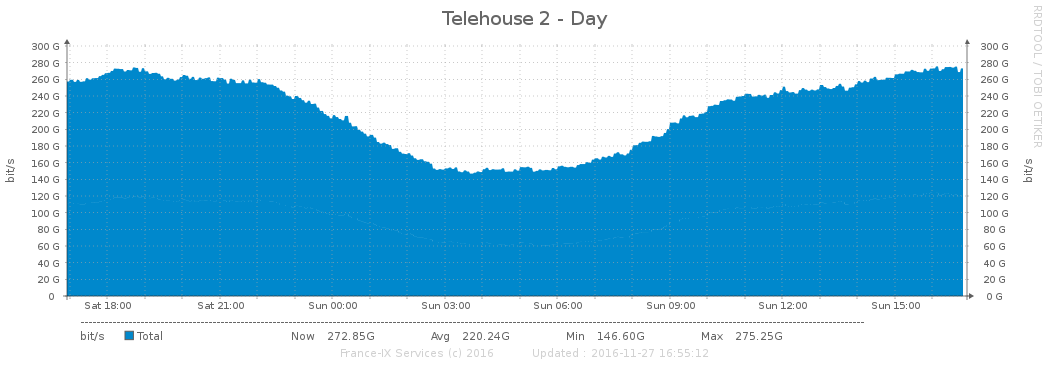 Telehouse 2 - Day
RRDTOOL / TOBI OETIKER
bit/s
300 G 300 G
280 G 280 G
260 G 260 G
240 G 240 G
220 G 220 G
200 G 200 G
180 G 180 G
160 G 160 G
140 G 140 G
120 G 120 G
100 G 100 G
80 G 80 G
60 G 60 G
40 G 40 G
20 G 20 G
0 0 G
bit/s
Sat 18:00 Sat 21:00 Sun 00:00 Sun 03:00 Sun 06:00 Sun 09:00 Sun 12:00 Sun 15:00
bit/s Total Now 272.85G Avg 220.24G Min 146.60G Max 275.25G
France-IX Services (c) 2016 Updated : 2016-11-27 16:55:12